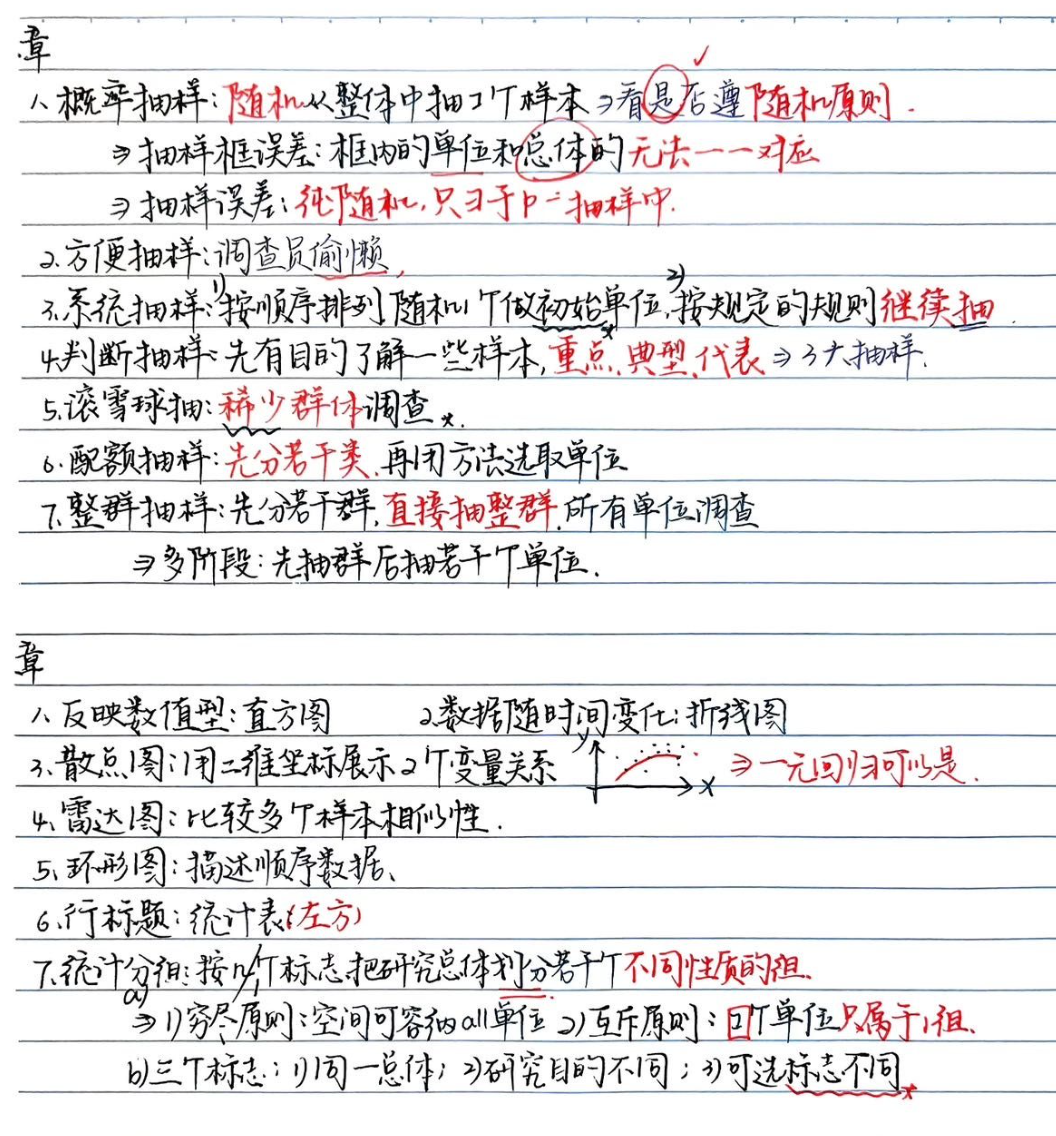 章
1、概率抽样：随机从整体中抽1个样本⇒看是否遵随机原则.
⇒抽样框误差：框内的单位和总体的无法一一对应
⇒抽样误差：纯随机，只ヨ于P=抽样中.
2.方便抽样：调查员偷懒
3.系统抽样：1)按顺序排列随机1个做初始单位，2)按规定的规则继续抽.
4.判断抽样：先有目的了解一些样本，重点、典型、代表⇒3大抽样.
5.滚雪球抽：稀少群体调查*.
6.配额抽样：先分若干类，再用方法选取单位
7.整群抽样：先分若干群，直接抽整群，所有单位调查
⇒多阶段：先抽群后抽若干个单位.
章
1、反映数值型：直方图 2.数据随时间变化：折线图
3.散点图：用二维坐标展示2个变量关系 y x ⇒一元回归可以是.
4.雷达图：比较多个样本相似性.
5.环形图：描述顺序数据、
6.行标题：统计表(左方)
7.统计分组：按n/1个标志，把研究总体划分若干个不同性质的组.
a)⇒1)穷尽原则：空间可容纳all单位 2)互斥原则：1个单位只属于1组.
b)三个标志：1)同一总体；2)研究目的不同；3)可选标志不同*